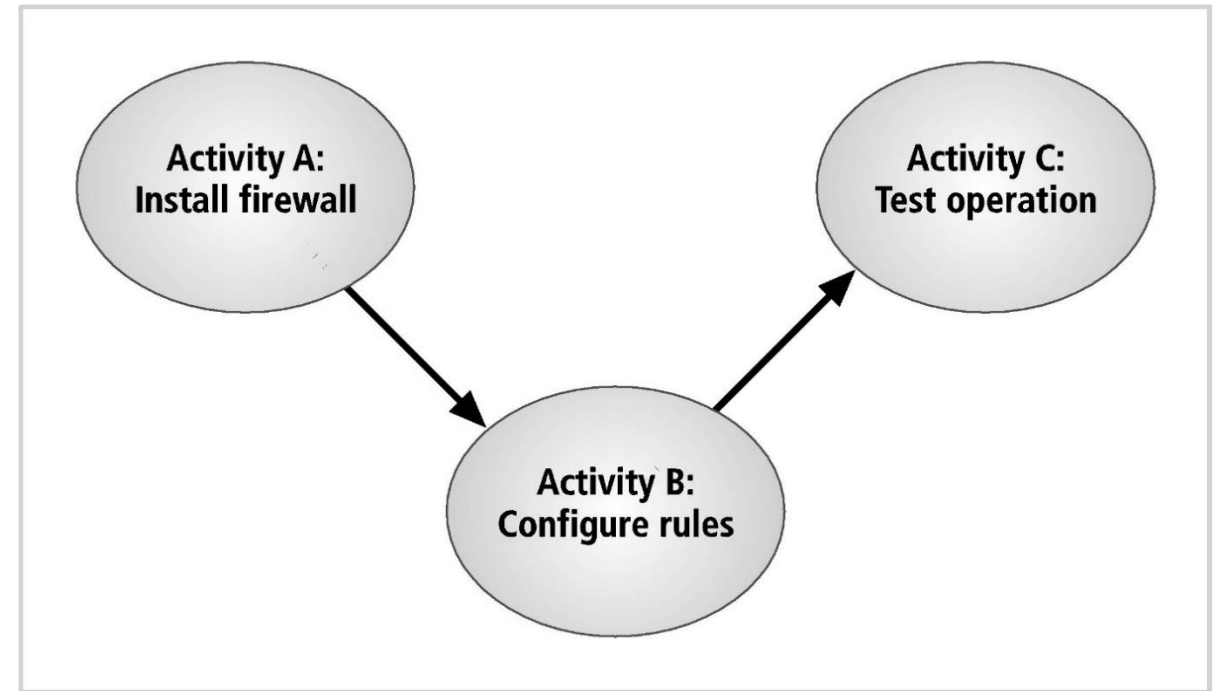 Activity A:
Install firewall
Activity C:
Test operation
Activity B:
Configure rules